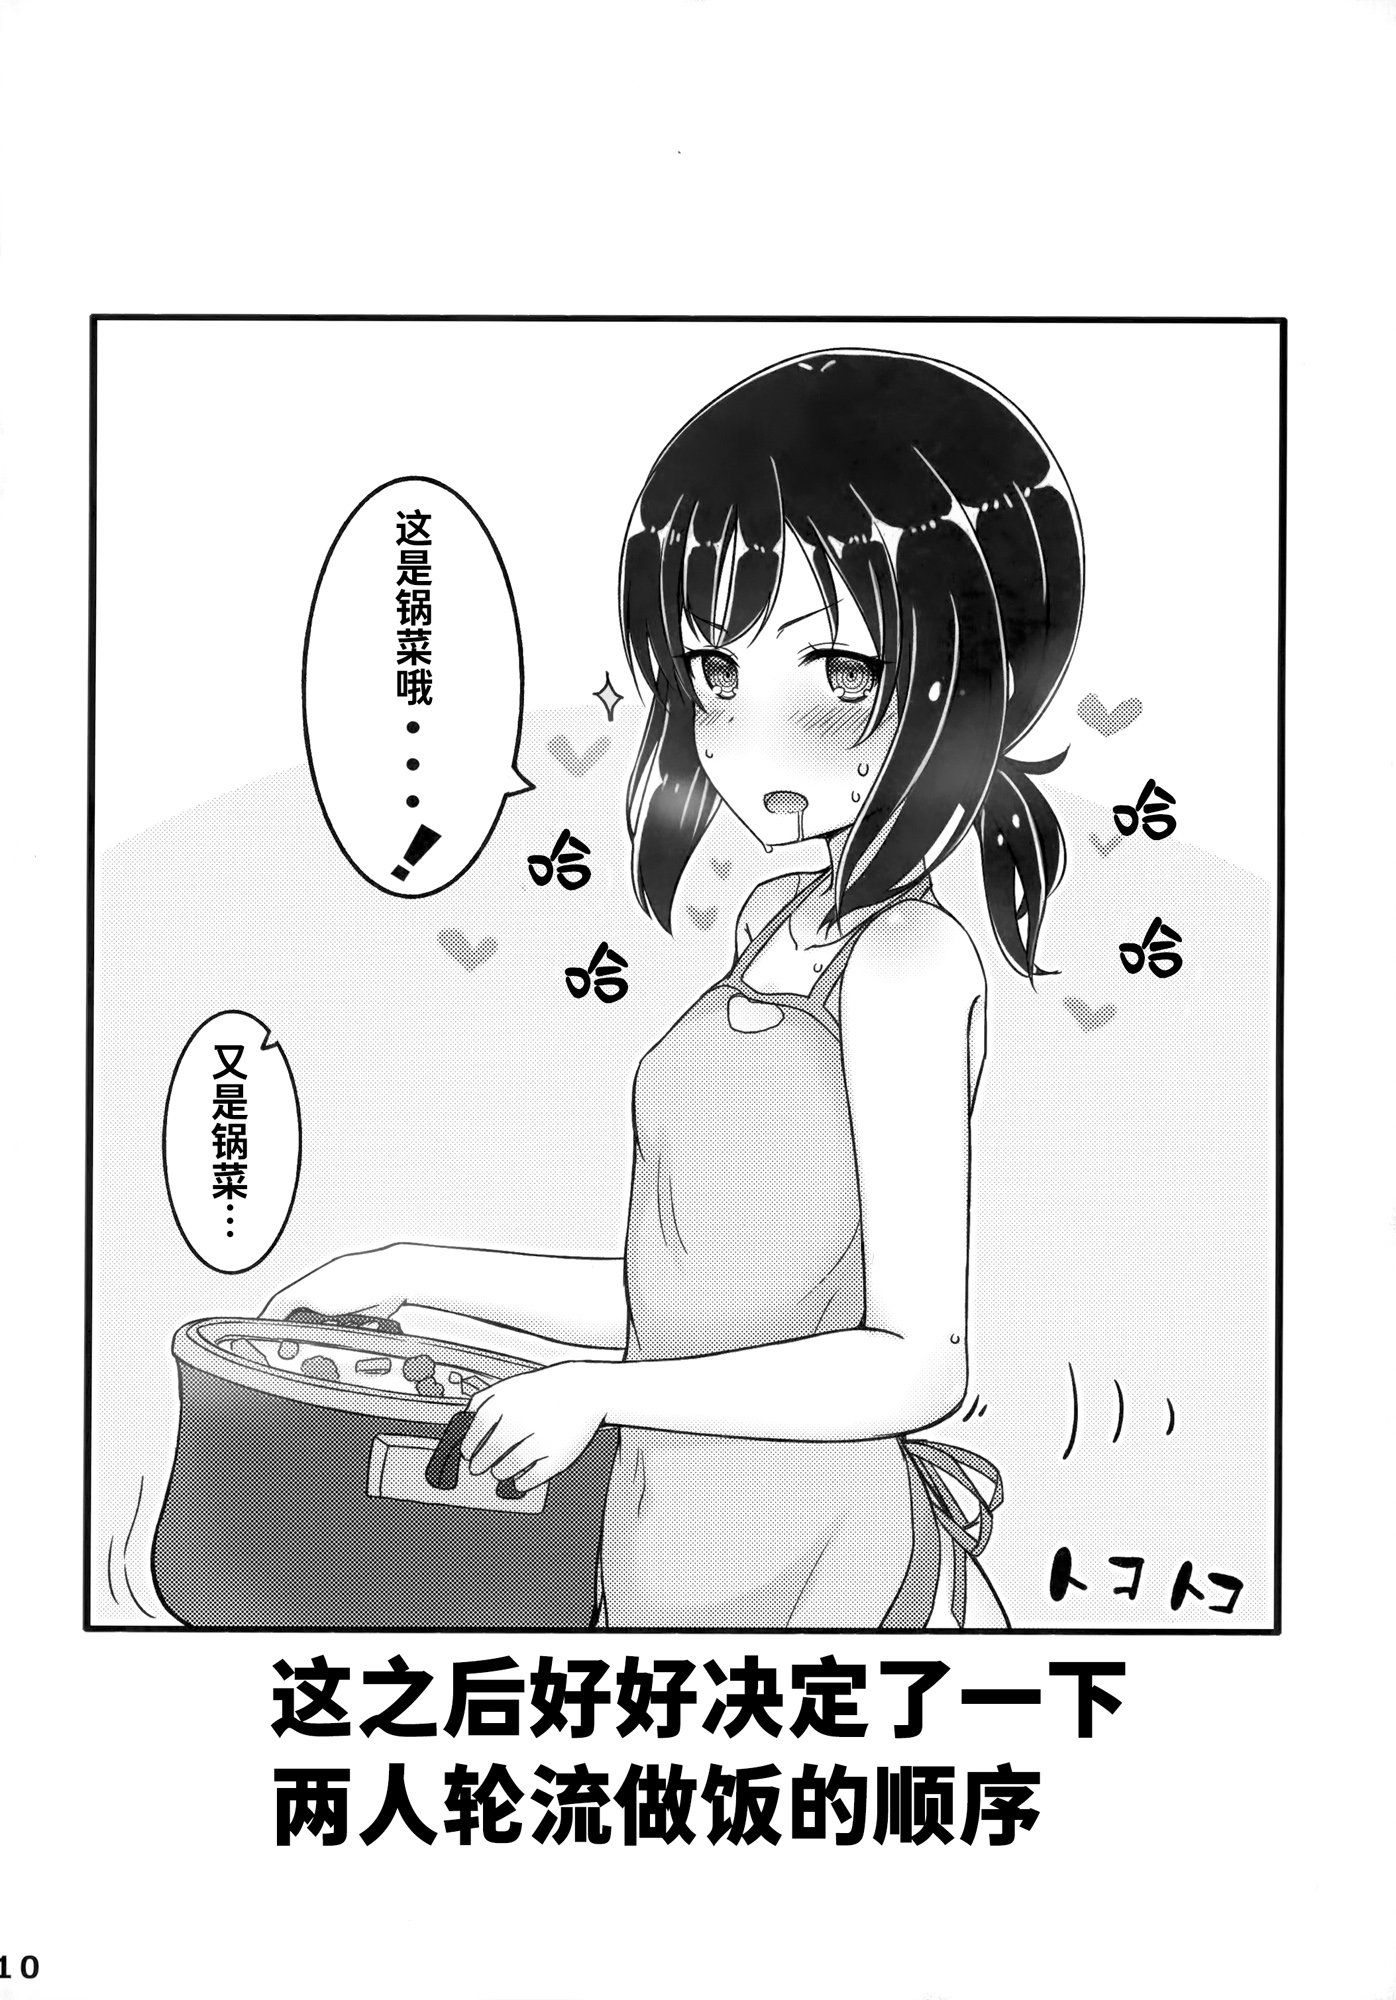 这是锅菜哦・・・・！
哈
哈
哈
哈
又是锅菜…
トコトコ
这之后好好决定了一下
两人轮流做饭的顺序
10